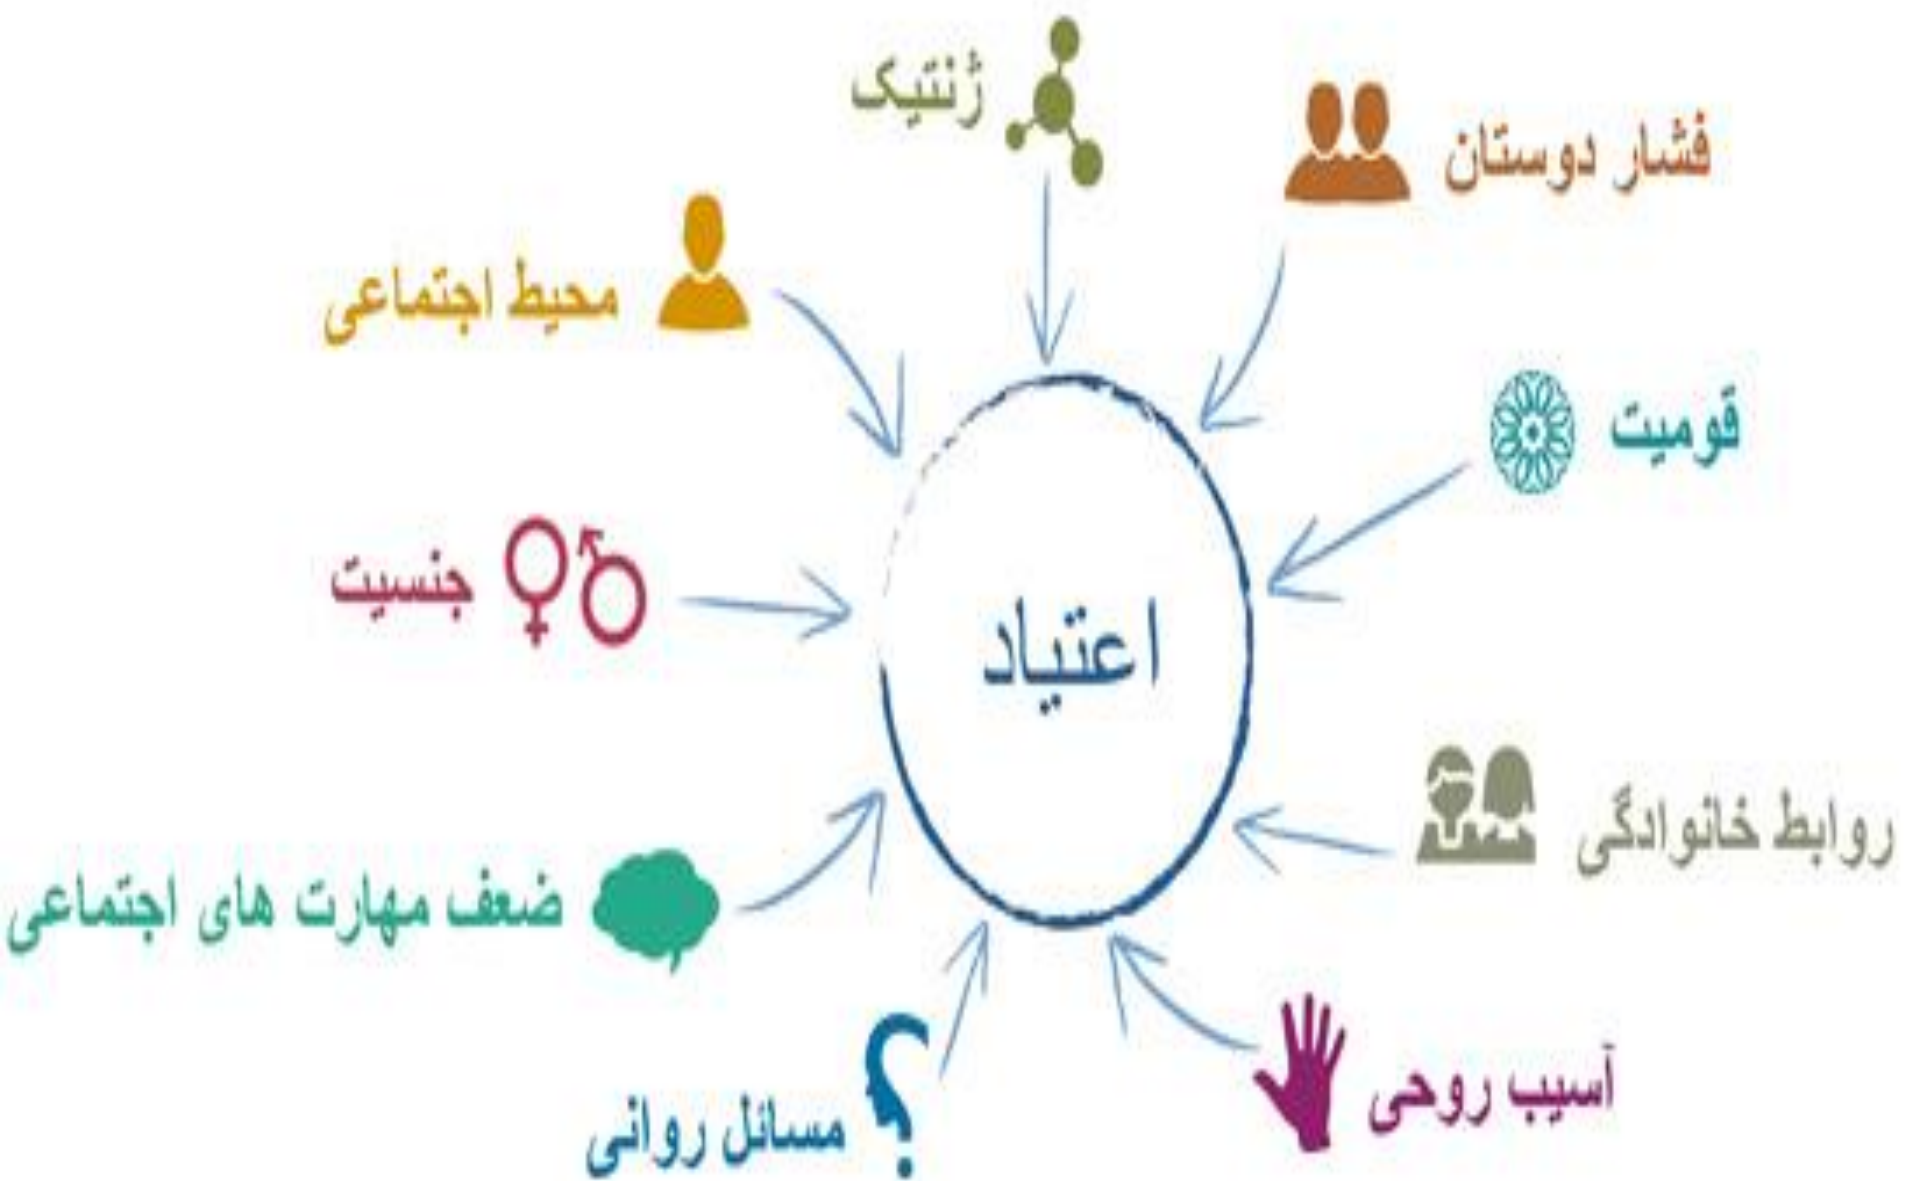 ژنتیک
فشار دوستان
محیط اجتماعی
قومیت
جنسیت
اعتیاد
روابط خانوادگی
ضعف مهارت های اجتماعی
آسیب روحی
مسائل روانی